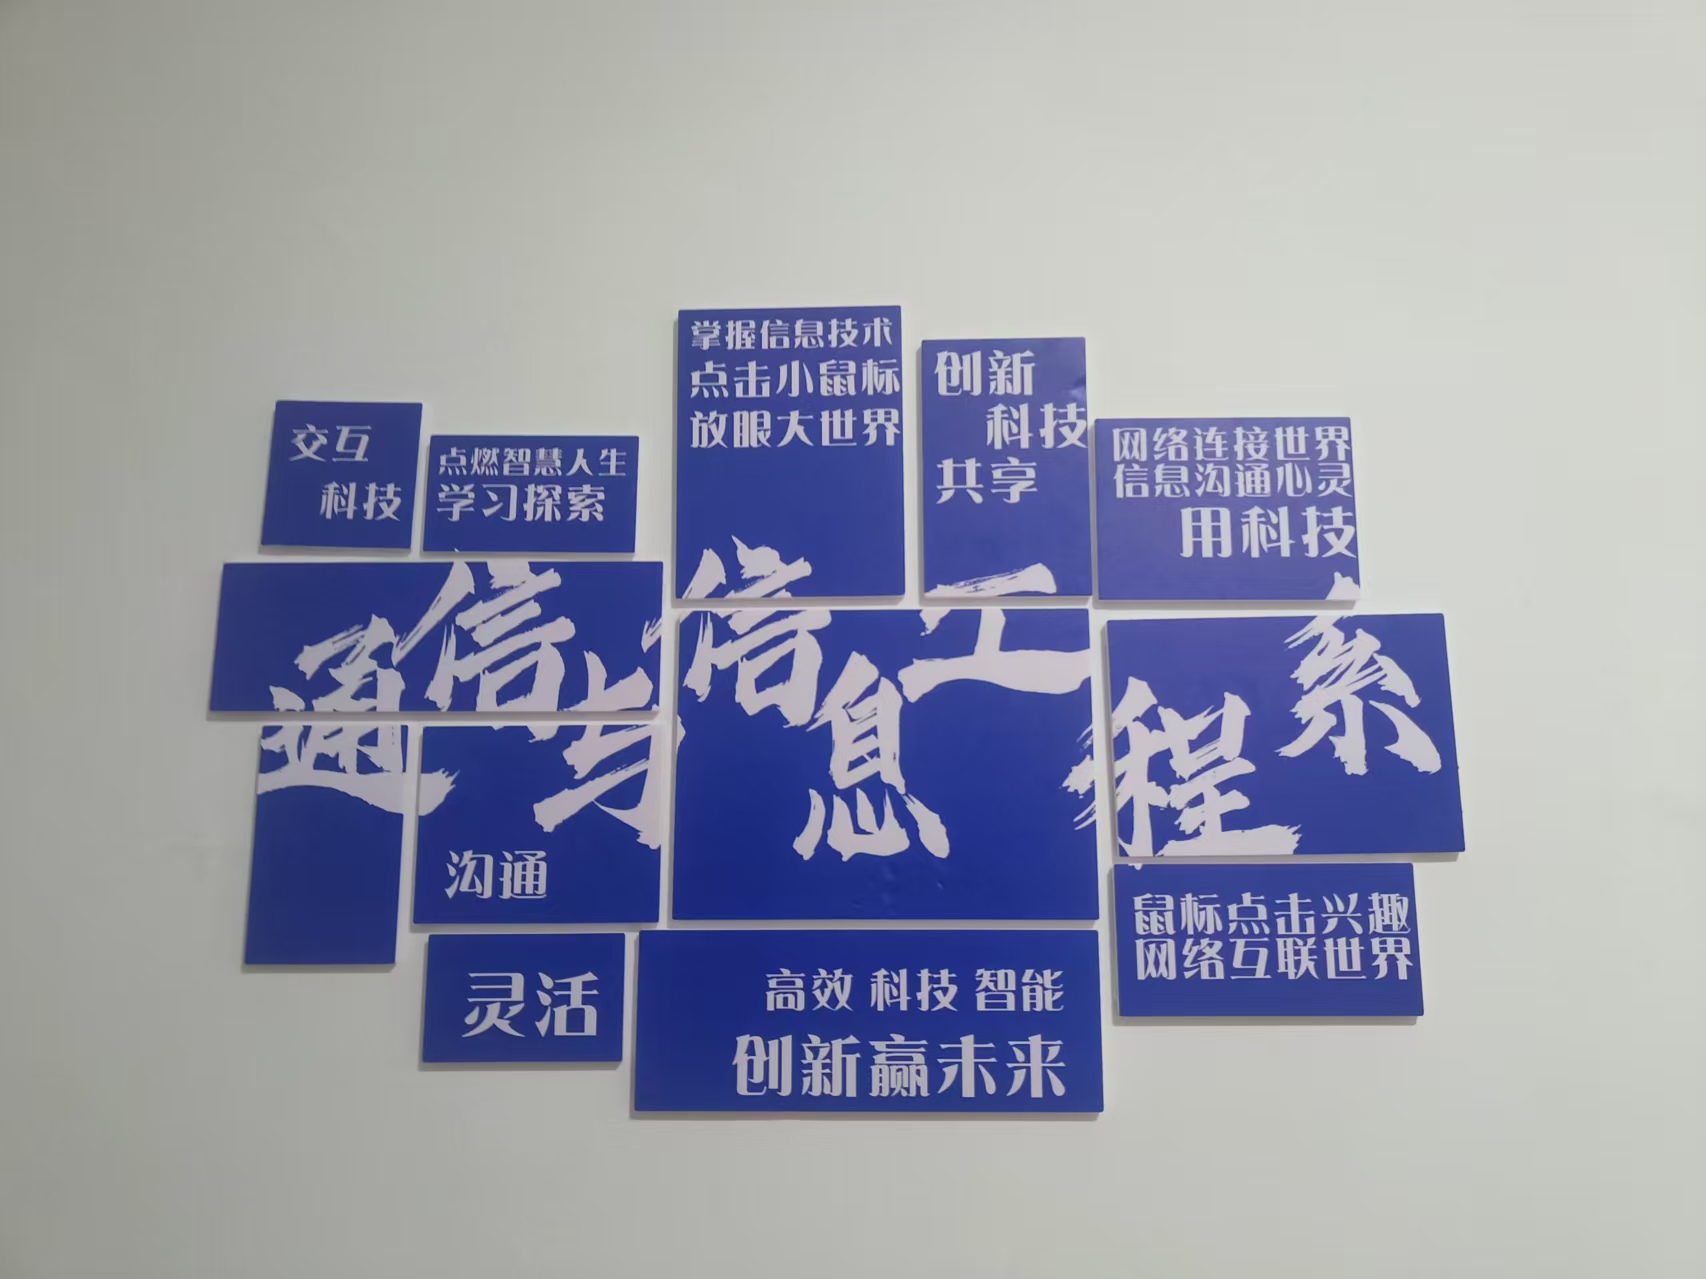 掌握信息技术
点击小鼠标
放眼大世界
创新
科技
共享
交互
科技
点燃智慧人生
学习探索
网络连接世界
信息沟通心灵
用科技
通信与信息工程系
沟通
鼠标点击兴趣
网络互联世界
灵活
高效 科技 智能
创新赢未来